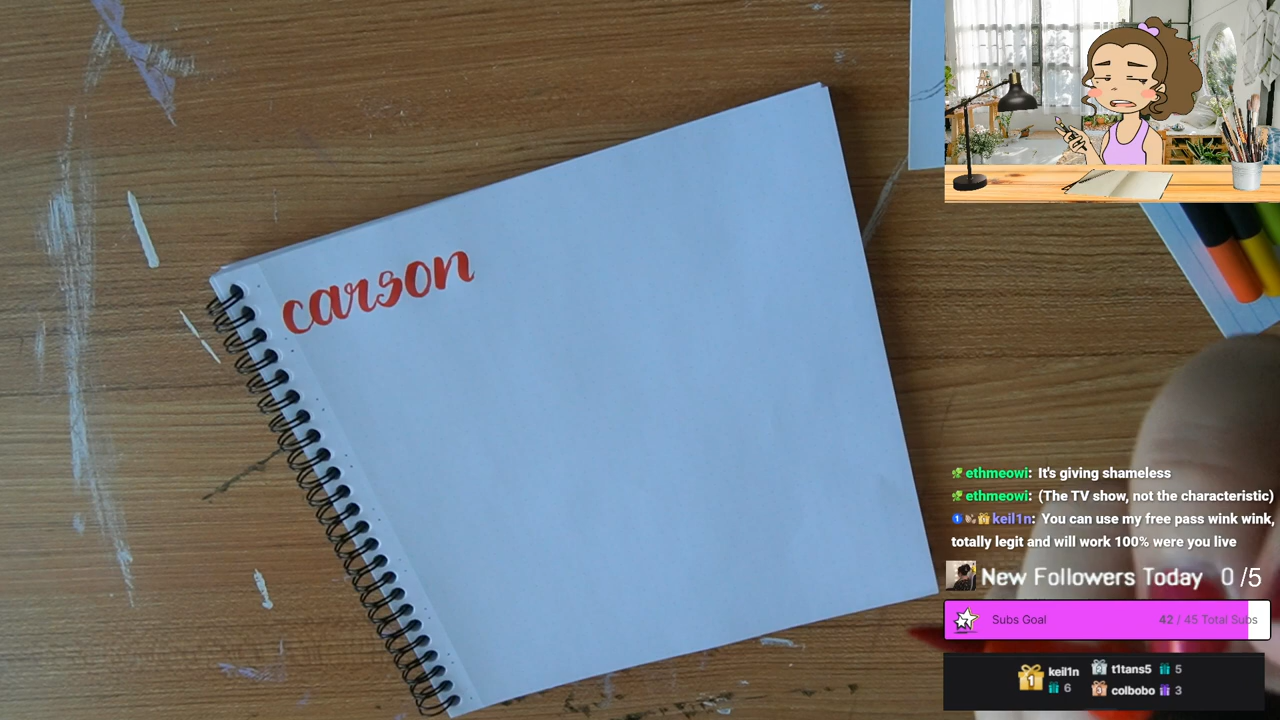 carson
ethmeowi: It's giving shameless
ethmeowi: (The TV show, not the characteristic)
keil1n: You can use my free pass wink wink,
totally legit and will work 100% were you live
New Followers Today 0 /5
Subs Goal 42 / 45 Total Subs
1 keil1n 6
t1tans5 5
colbobo 3